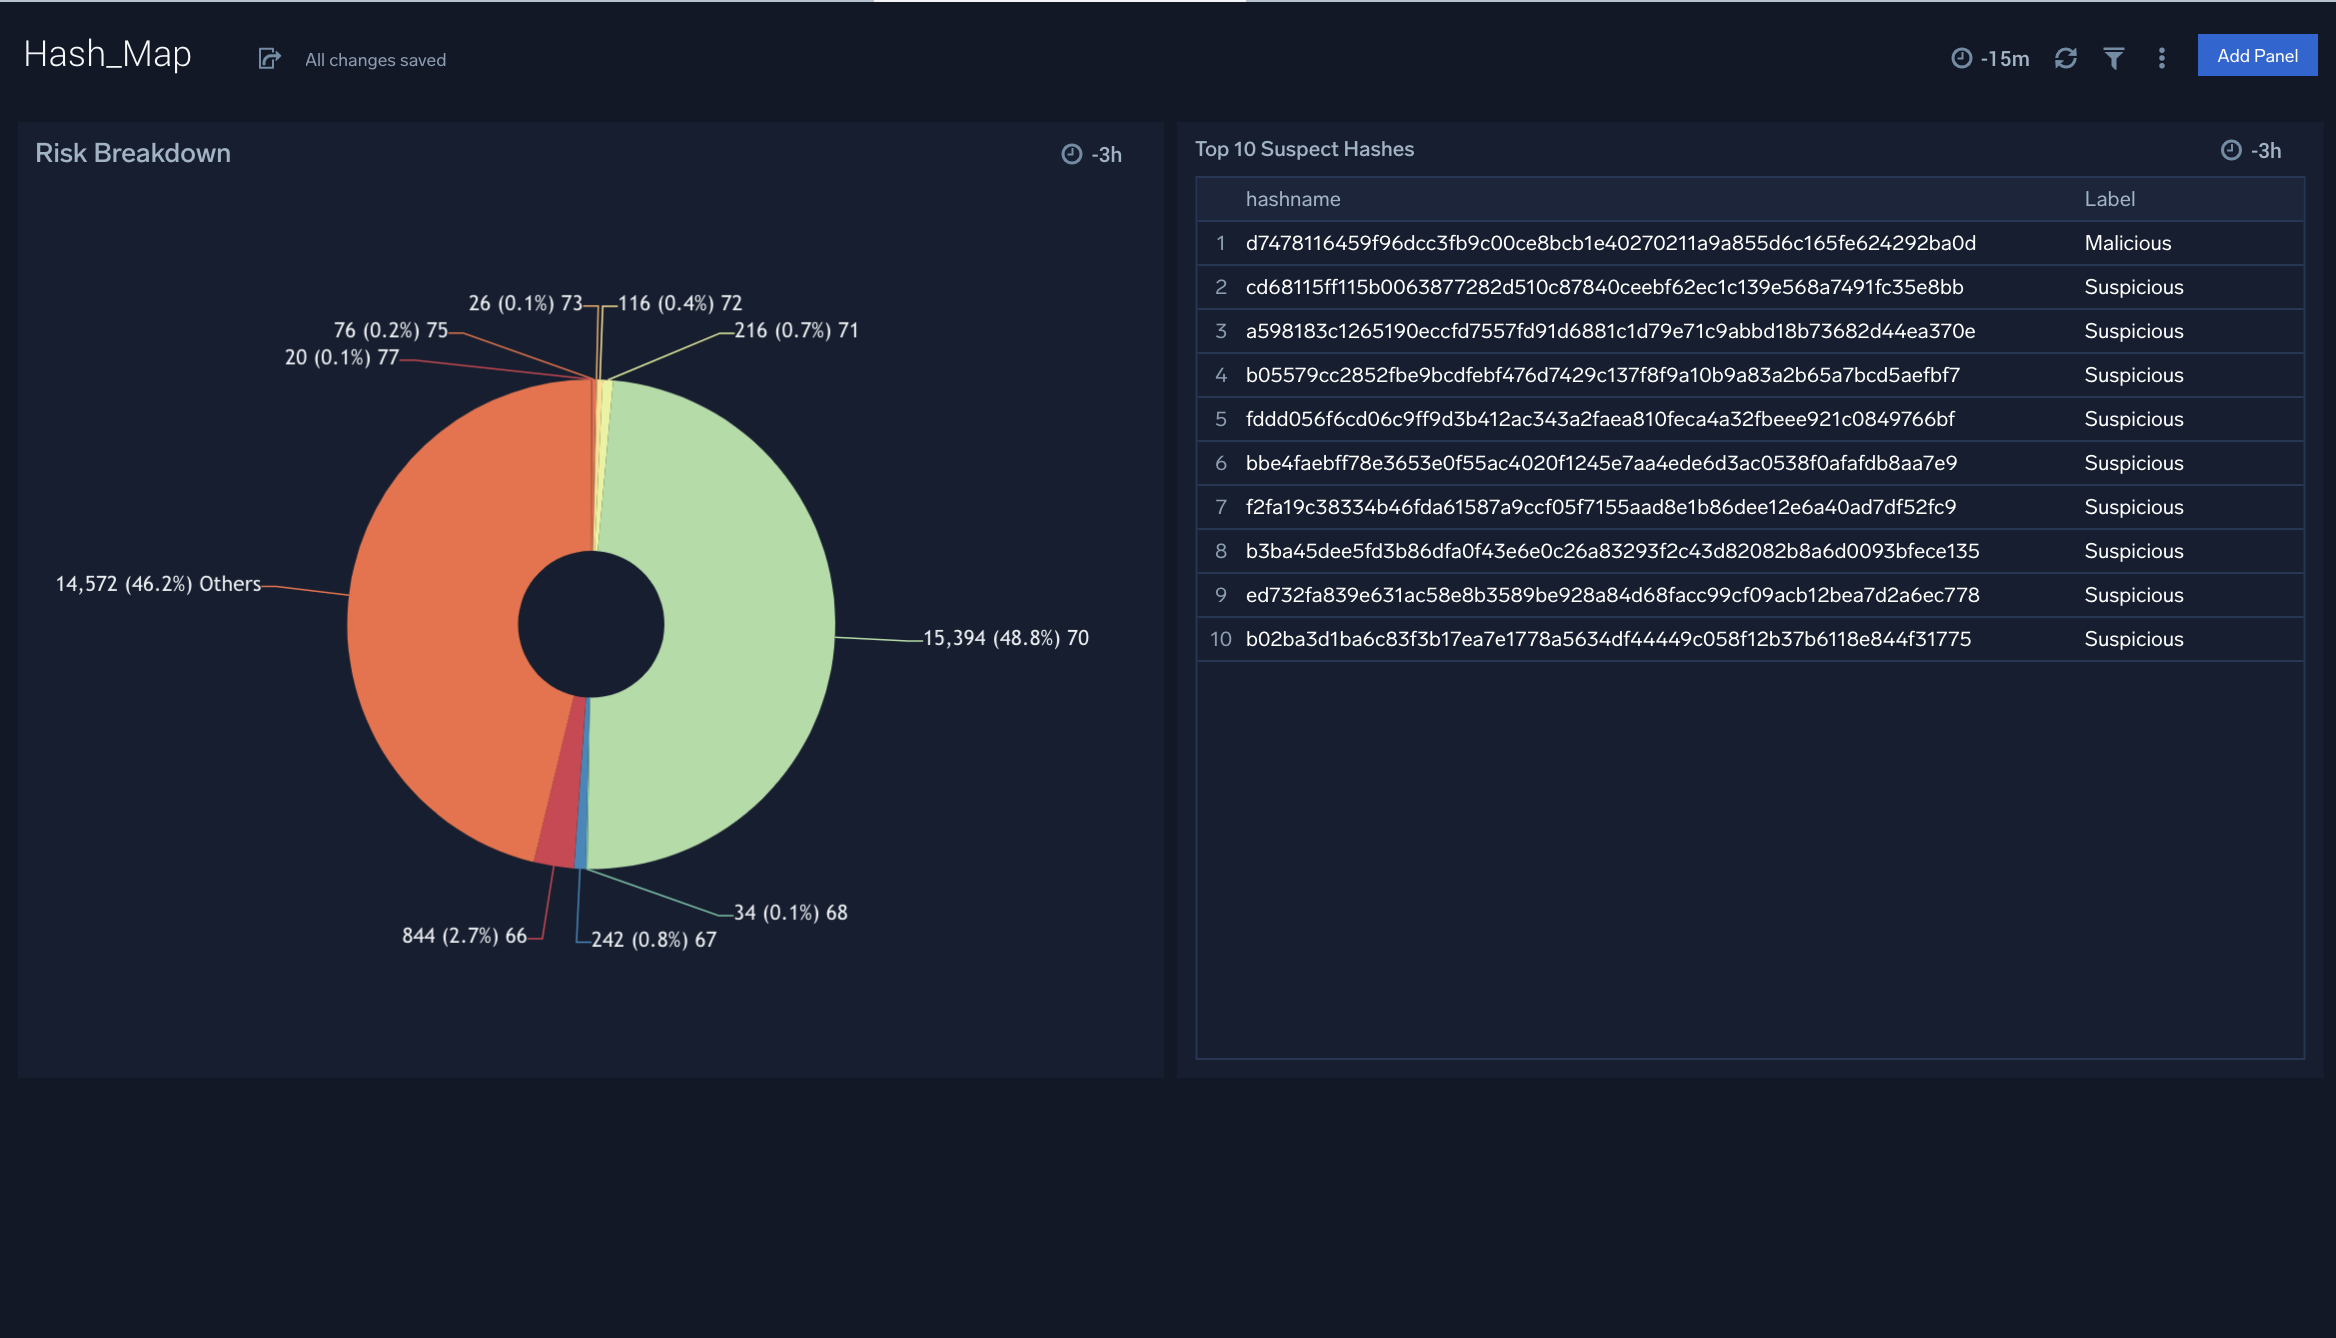 Hash_Map
All changes saved
-15m
Add Panel
Risk Breakdown
-3h
26 (0.1%) 73
116 (0.4%) 72
76 (0.2%) 75
216 (0.7%) 71
20 (0.1%) 77
14,572 (46.2%) Others
15,394 (48.8%) 70
34 (0.1%) 68
844 (2.7%) 66
242 (0.8%) 67
Top 10 Suspect Hashes
-3h
hashname Label
1 d7478116459f96dcc3fb9c00ce8bcb1e40270211a9a855d6c165fe624292ba0d Malicious
2 cd68115ff115b0063877282d510c87840ceebf62ec1c139e568a7491fc35e8bb Suspicious
3 a598183c1265190eccfd7557fd91d6881c1d79e71c9abbd18b73682d44ea370e Suspicious
4 b05579cc2852fbe9bcdfebf476d7429c137f8f9a10b9a83a2b65a7bcd5aefbf7 Suspicious
5 fddd056f6cd06c9ff9d3b412ac343a2faea810feca4a32fbeee921c0849766bf Suspicious
6 bbe4faebff78e3653e0f55ac4020f1245e7aa4ede6d3ac0538f0afafdb8aa7e9 Suspicious
7 f2fa19c38334b46fda61587a9ccf05f7155aad8e1b86dee12e6a40ad7df52fc9 Suspicious
8 b3ba45dee5fd3b86dfa0f43e6e0c26a83293f2c43d82082b8a6d0093bfece135 Suspicious
9 ed732fa839e631ac58e8b3589be928a84d68facc99cf09acb12bea7d2a6ec778 Suspicious
10 b02ba3d1ba6c83f3b17ea7e1778a5634df44449c058f12b37b6118e844f31775 Suspicious